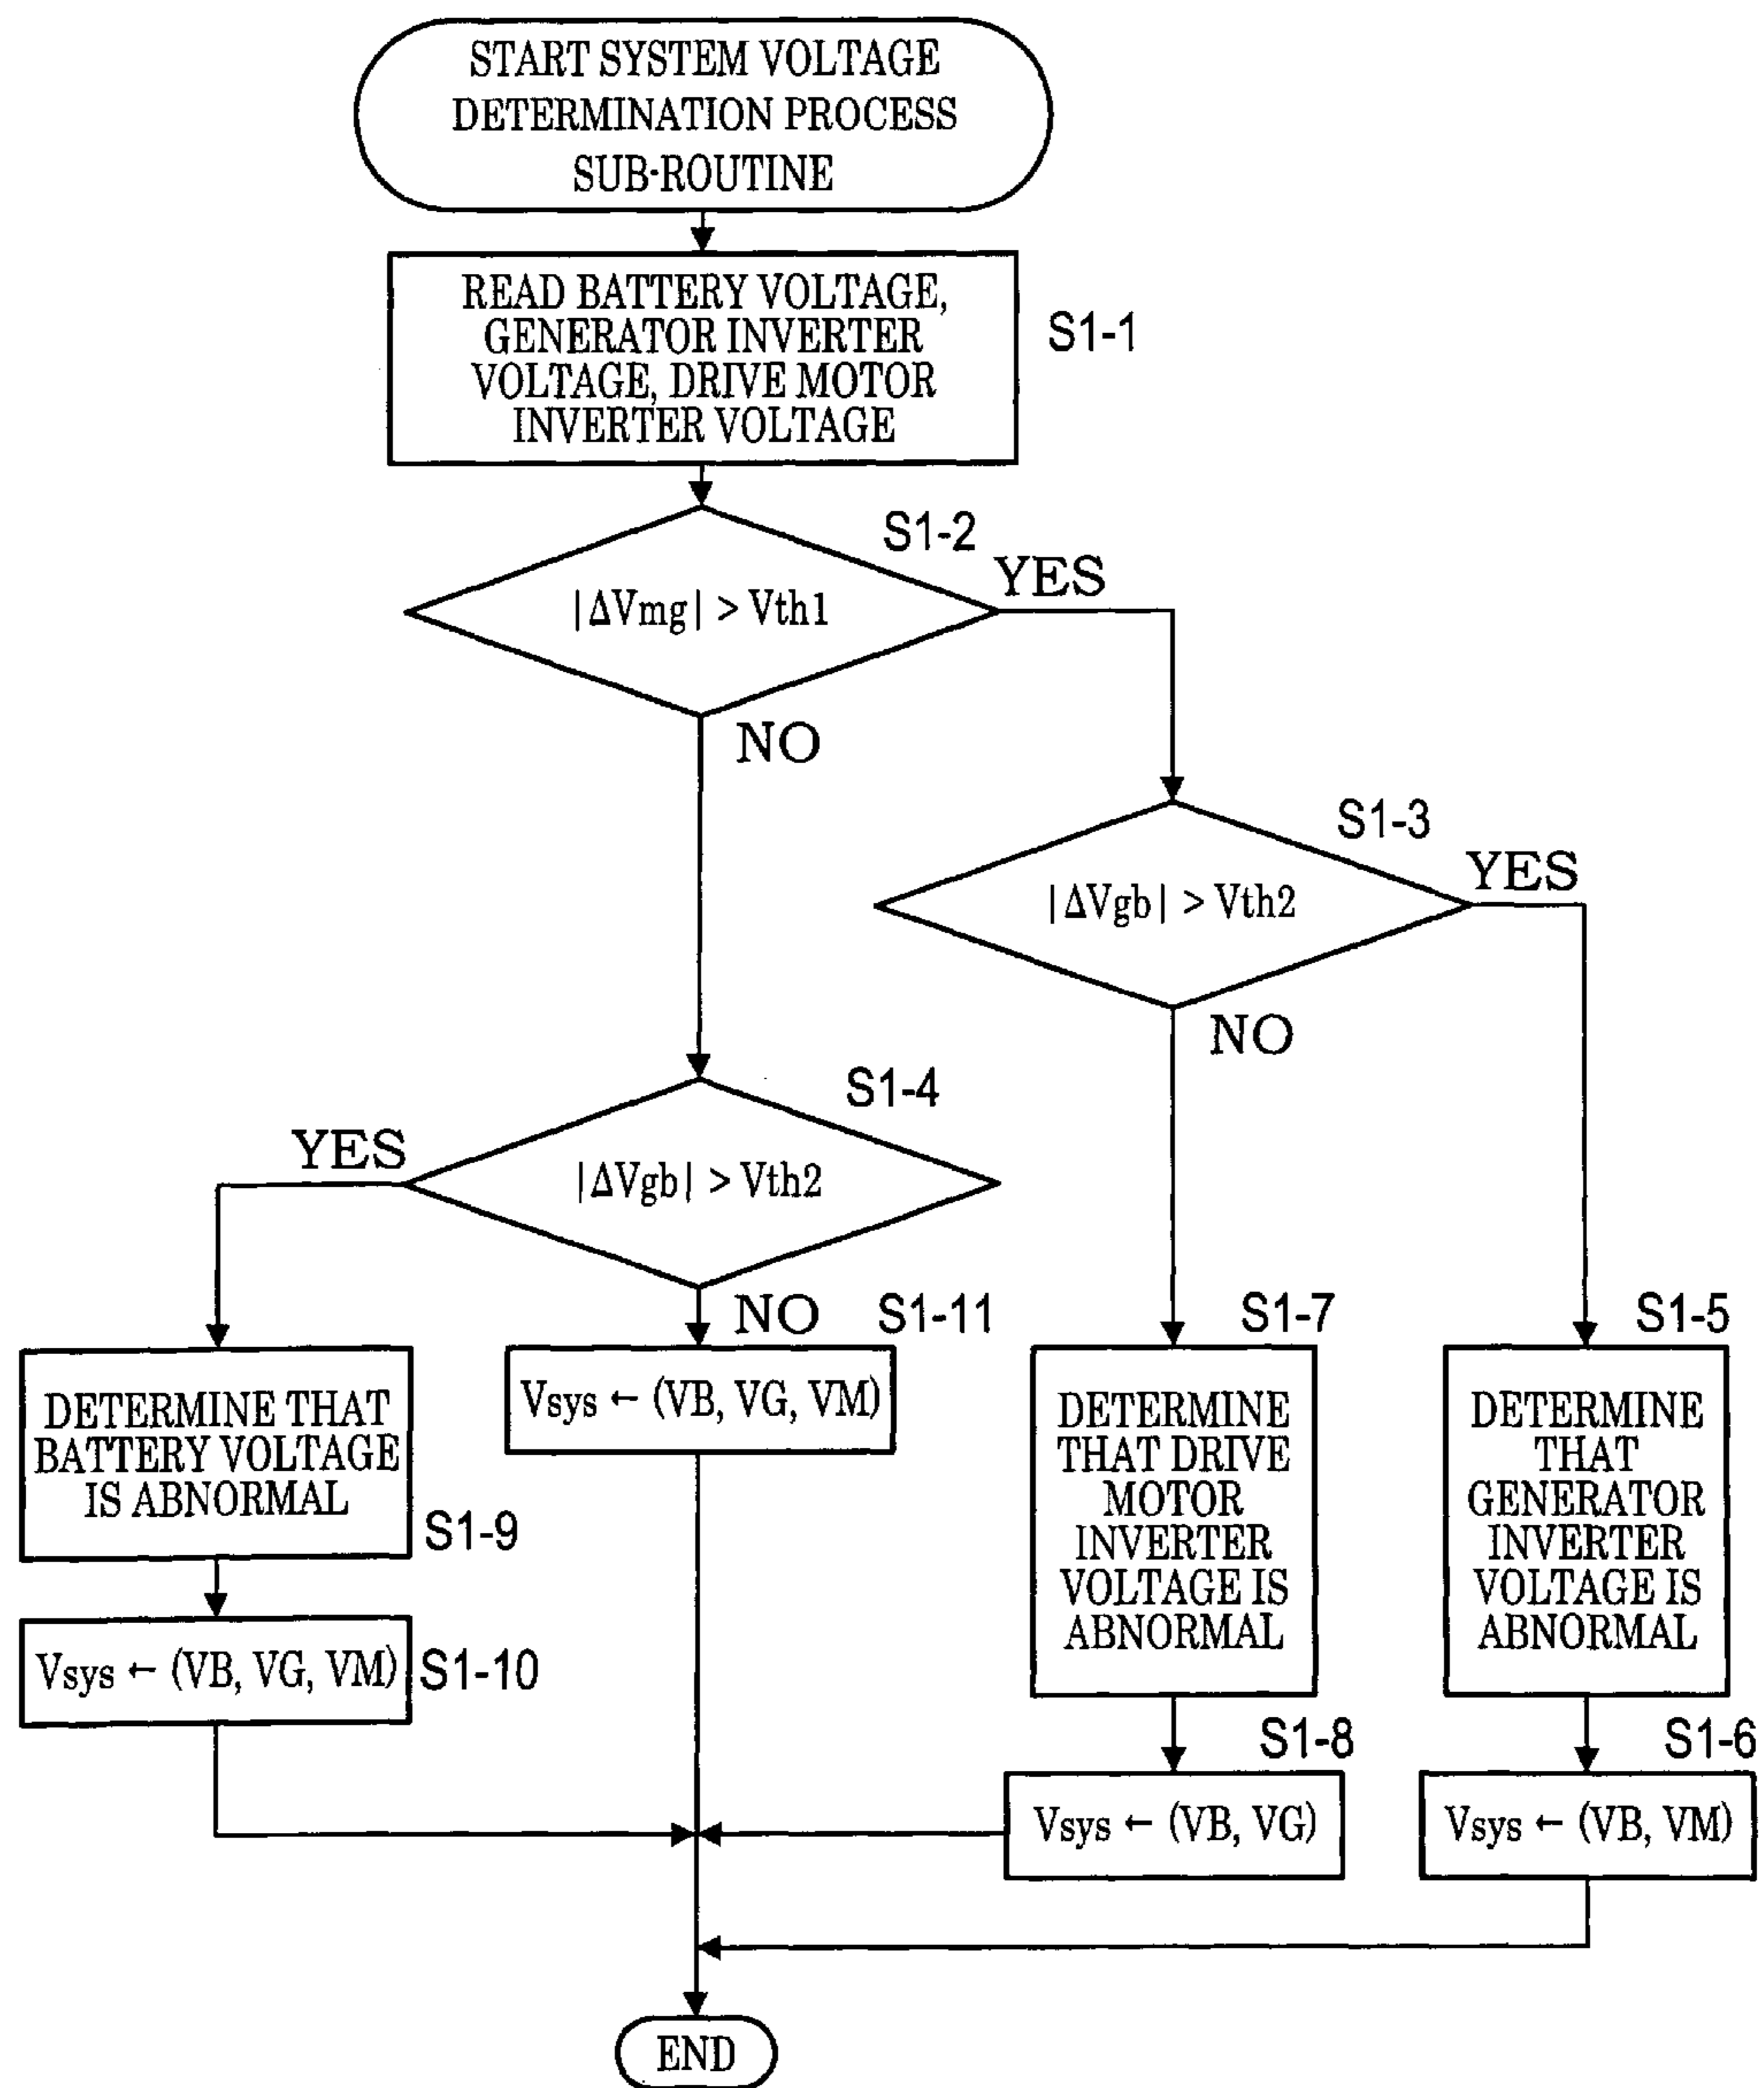 START SYSTEM VOLTAGE
DETERMINATION PROCESS
SUB-ROUTINE
READ BATTERY VOLTAGE,
GENERATOR INVERTER
VOLTAGE, DRIVE MOTOR
INVERTER VOLTAGE
S1-1
S1-2
|ΔVmg| > Vth1
YES
NO
S1-3
|ΔVgb| > Vth2
YES
NO
S1-4
|ΔVgb| > Vth2
YES
NO
S1-11
Vsys ← (VB, VG, VM)
DETERMINE THAT
BATTERY VOLTAGE
IS ABNORMAL
S1-9
Vsys ← (VB, VG, VM)
S1-10
S1-7
DETERMINE
THAT DRIVE
MOTOR
INVERTER
VOLTAGE IS
ABNORMAL
S1-8
Vsys ← (VB, VG)
S1-5
DETERMINE
THAT
GENERATOR
INVERTER
VOLTAGE IS
ABNORMAL
S1-6
Vsys ← (VB, VM)
END